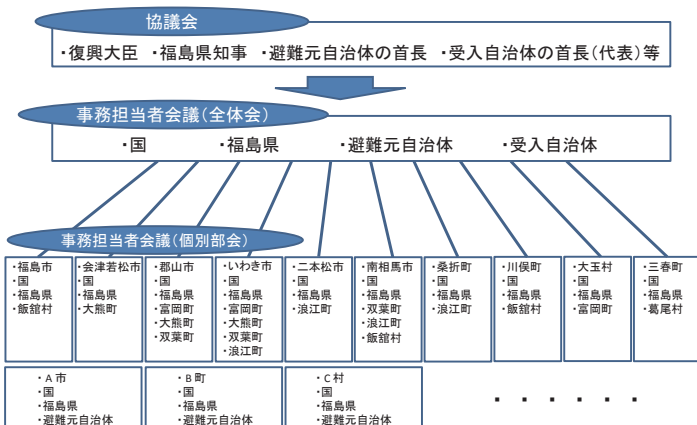 協議会
・復興大臣 ・福島県知事 ・避難元自治体の首長 ・受入自治体の首長(代表)等
事務担当者会議(全体会)
・国 ・福島県 ・避難元自治体 ・受入自治体
事務担当者会議(個別部会)
・福島市
・国
・福島県
・飯舘村
・会津若松市
・国
・福島県
・大熊町
・郡山市
・国
・福島県
・富岡町
・大熊町
・双葉町
・いわき市
・国
・福島県
・富岡町
・大熊町
・双葉町
・浪江町
・二本松市
・国
・福島県
・浪江町
・南相馬市
・国
・福島県
・双葉町
・浪江町
・飯舘村
・桑折町
・国
・福島県
・浪江町
・川俣町
・国
・福島県
・飯舘村
・大玉村
・国
・福島県
・富岡町
・三春町
・国
・福島県
・葛尾村
・A市
・国
・福島県
・避難元自治体
・B町
・国
・福島県
・避難元自治体
・C村
・国
・福島県
・避難元自治体
・・・・・・